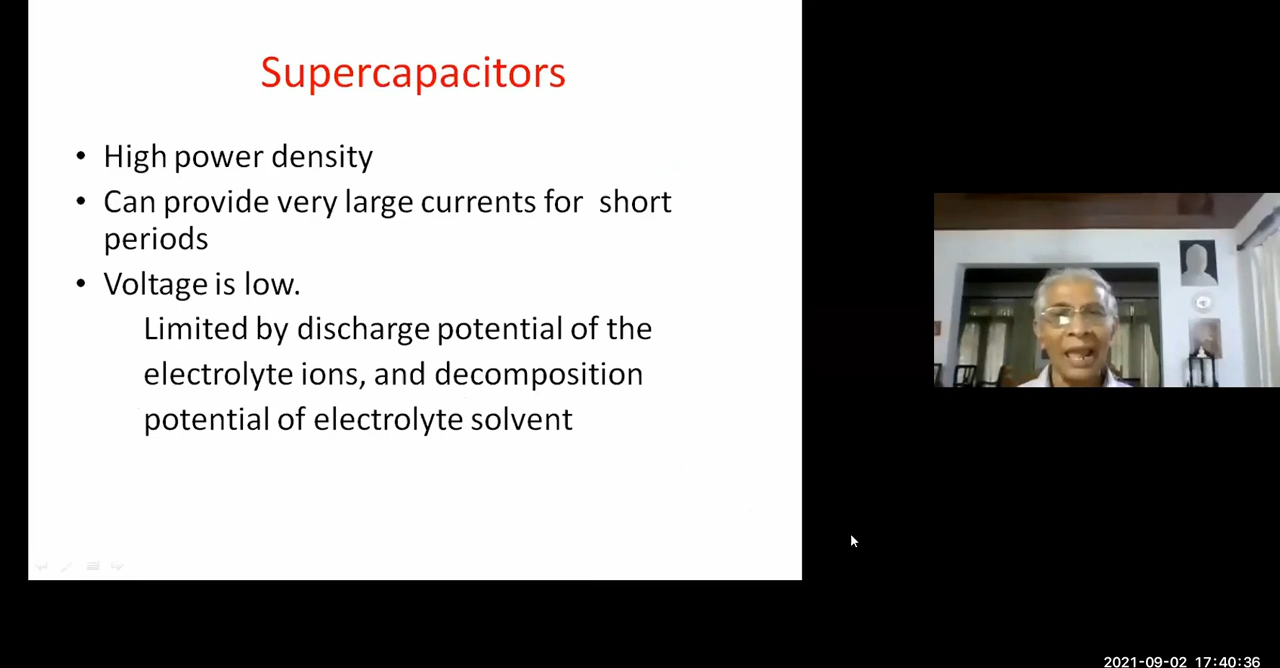 Supercapacitors
• High power density
• Can provide very large currents for short
periods
• Voltage is low.
Limited by discharge potential of the
electrolyte ions, and decomposition
potential of electrolyte solvent
2021-09-02 17:40:36